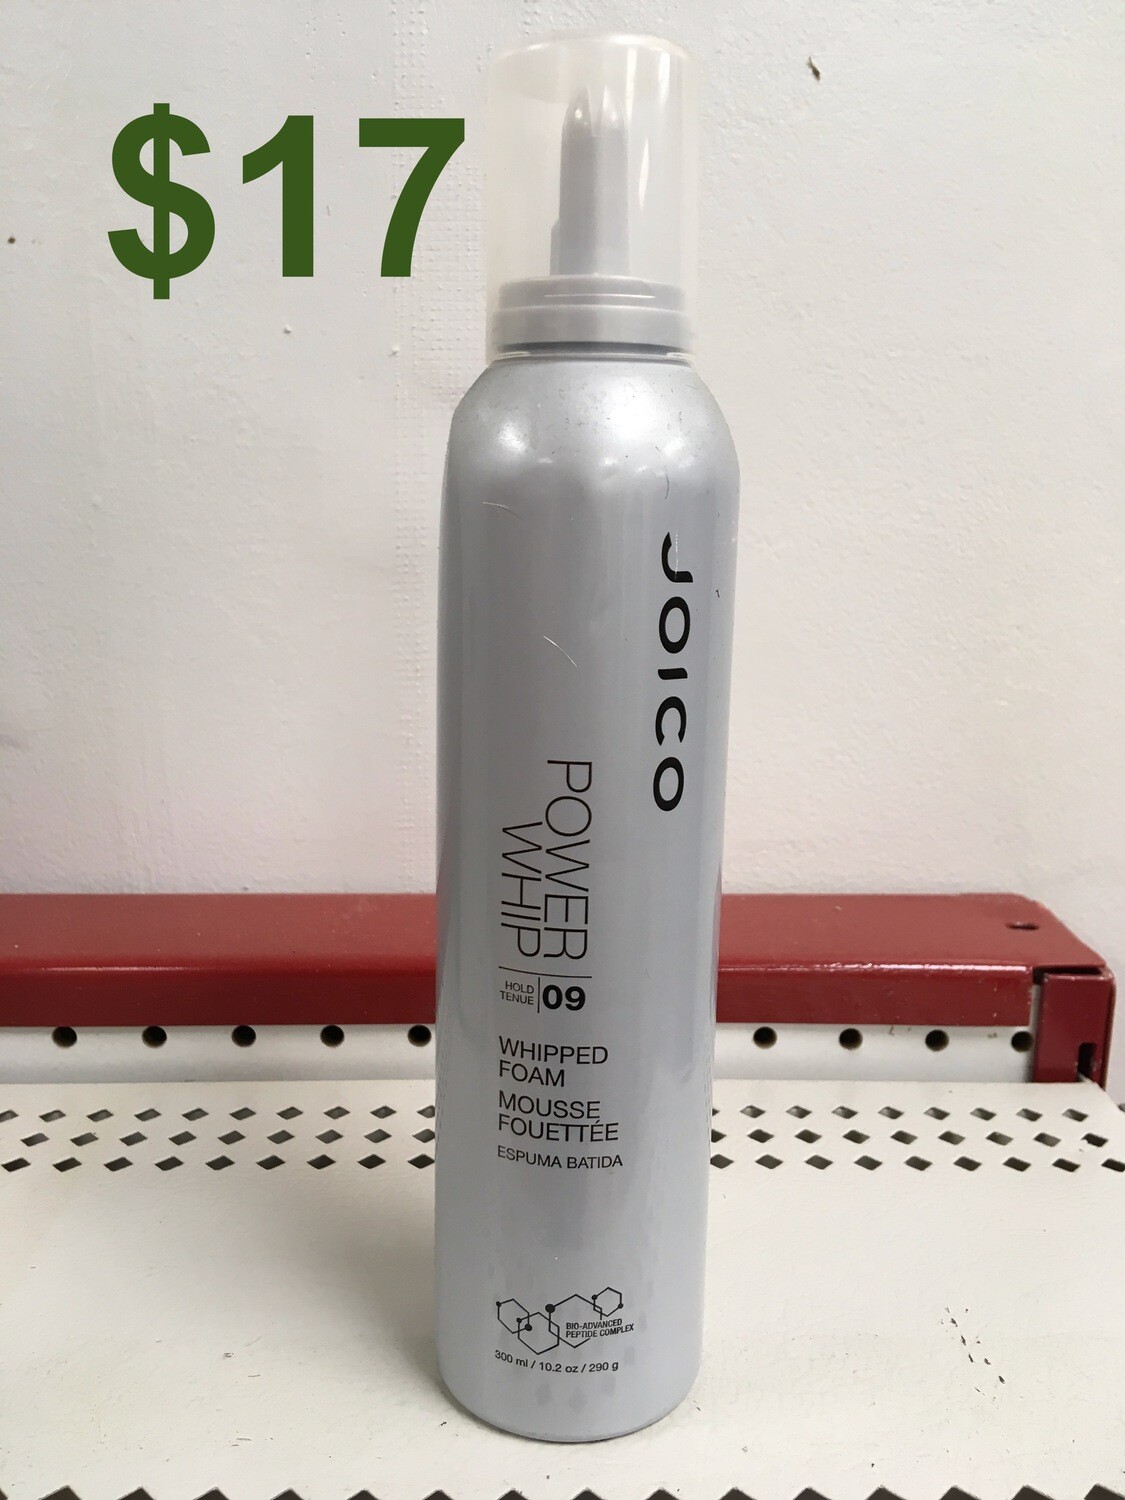 $17
JOICO
POWER
WHIP
HOLD
TENUE
09
WHIPPED
FOAM
MOUSSE
FOUETTÉE
ESPUMA BATIDA
BIO-ADVANCED
PEPTIDE COMPLEX
300 ml / 10.2 oz / 290 g